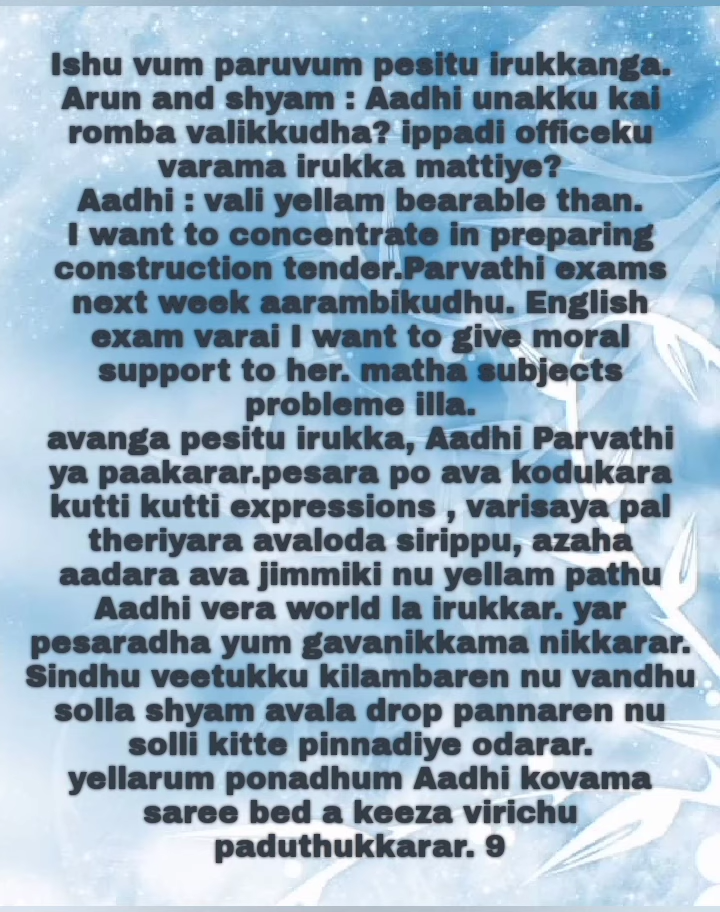 Ishu vum paruvum pesitu irukkanga.
Arun and shyam : Aadhi unakku kai
romba valikkudha? ippadi officeku
varama irukka mattiye?
Aadhi : vali yellam bearable than.
I want to concentrate in preparing
construction tender.Parvathi exams
next week aarambikudhu. English
exam varai I want to give moral
support to her. matha subjects
probleme illa.
avanga pesitu irukka, Aadhi Parvathi
ya paakarar.pesara po ava kodukara
kutti kutti expressions , varisaya pal
theriyara avaloda sirippu, azaha
aadara ava jimmiki nu yellam pathu
Aadhi vera world la irukkar. yar
pesaradha yum gavanikkama nikkarar.
Sindhu veetukku kilambaren nu vandhu
solla shyam avala drop pannaren nu
solli kitte pinnadiye odarar.
yellarum ponadhum Aadhi kovama
saree bed a keeza virichu
paduthukkarar. 9